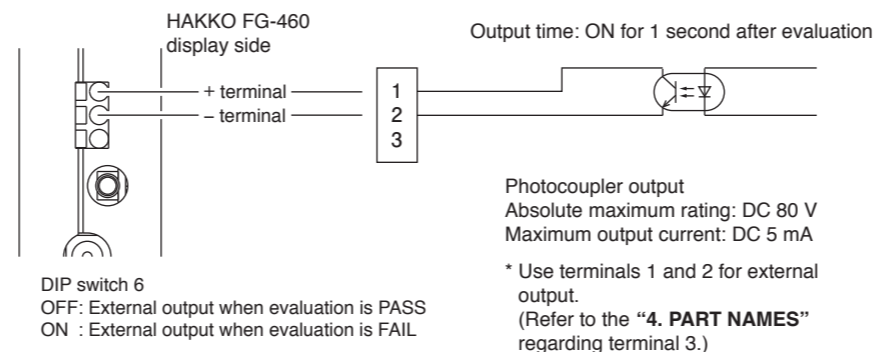 HAKKO FG-460
display side
Output time: ON for 1 second after evaluation
+ terminal
1
− terminal
2
3
Photocoupler output
Absolute maximum rating: DC 80 V
Maximum output current: DC 5 mA
* Use terminals 1 and 2 for external
output.
(Refer to the “4. PART NAMES”
regarding terminal 3.)
DIP switch 6
OFF: External output when evaluation is PASS
ON : External output when evaluation is FAIL